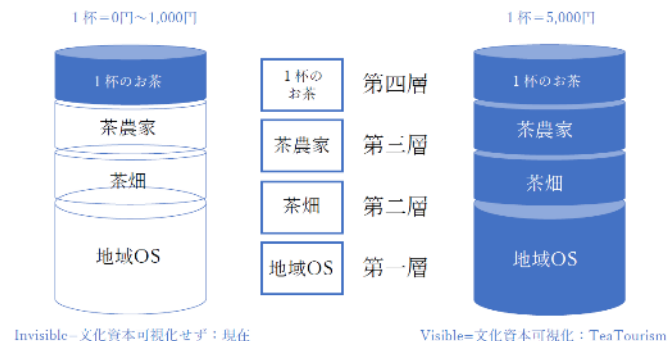 1杯=0円～1,000円
1杯のお茶
茶農家
茶畑
地域OS
Invisible=文化資本可視化せず：現在
1杯の
お茶
第四層
茶農家
第三層
茶畑
第二層
地域OS
第一層
1杯=5,000円
1杯のお茶
茶農家
茶畑
地域OS
Visible=文化資本可視化：TeaTourism